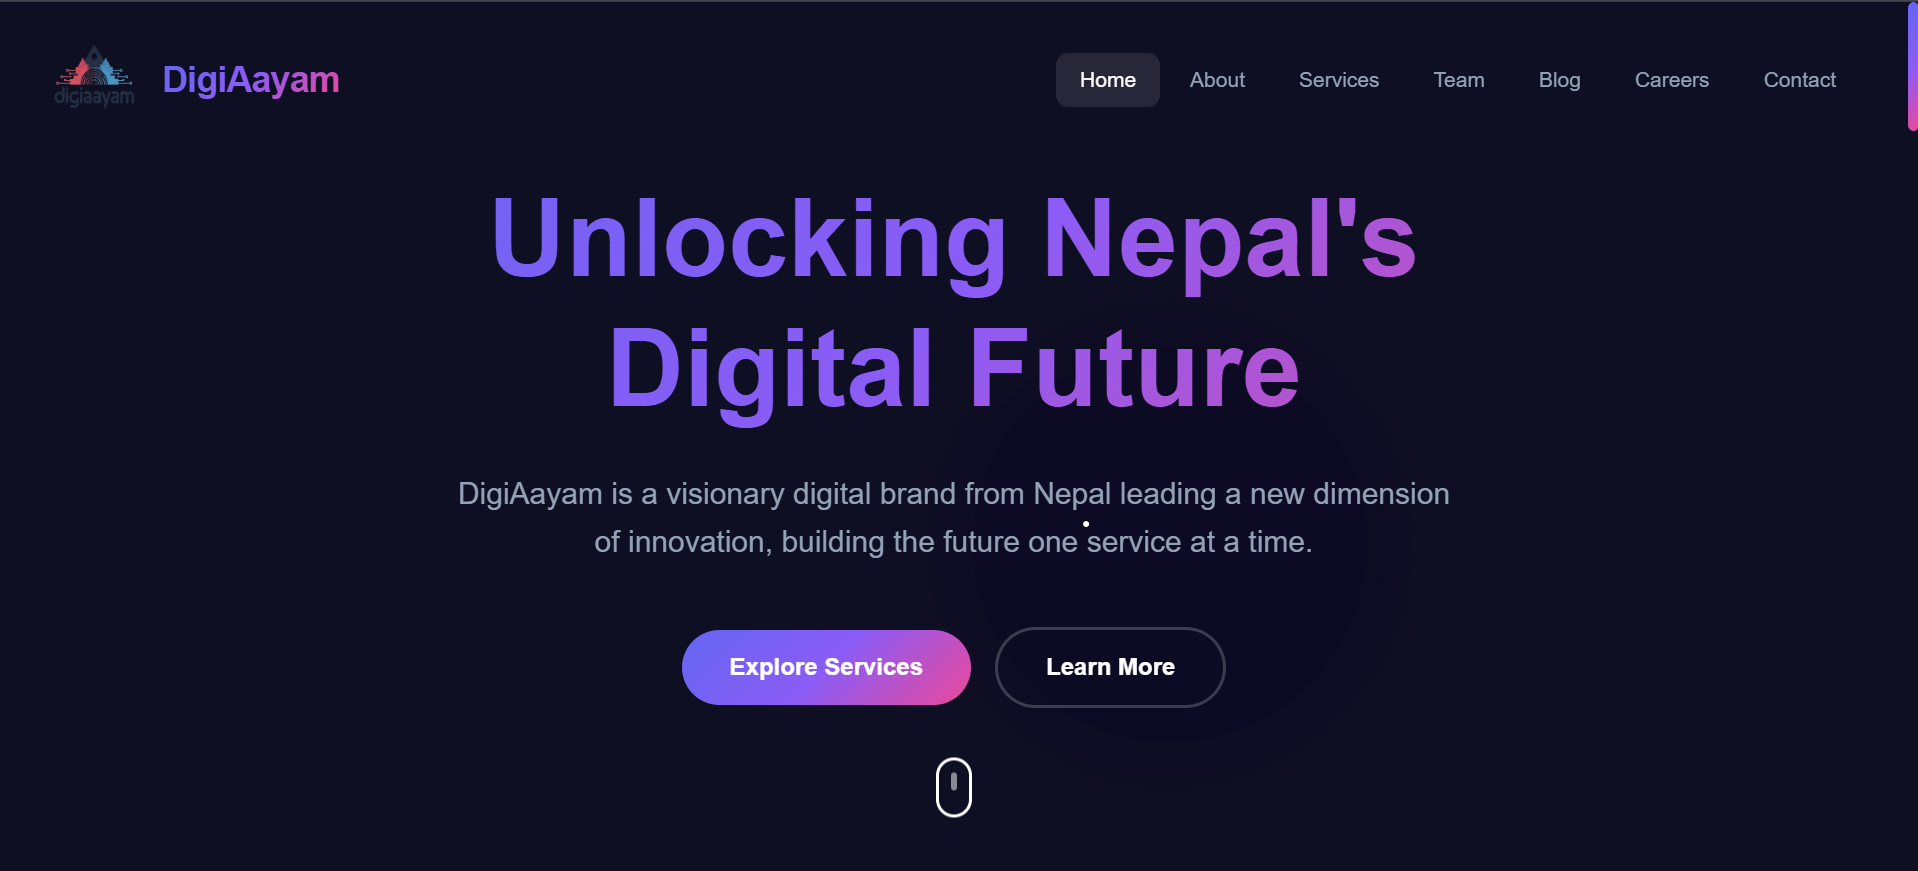 digiaayam
DigiAayam
Home About Services Team Blog Careers Contact
Unlocking Nepal's
Digital Future
DigiAayam is a visionary digital brand from Nepal leading a new dimension
of innovation, building the future one service at a time.
Explore Services
Learn More